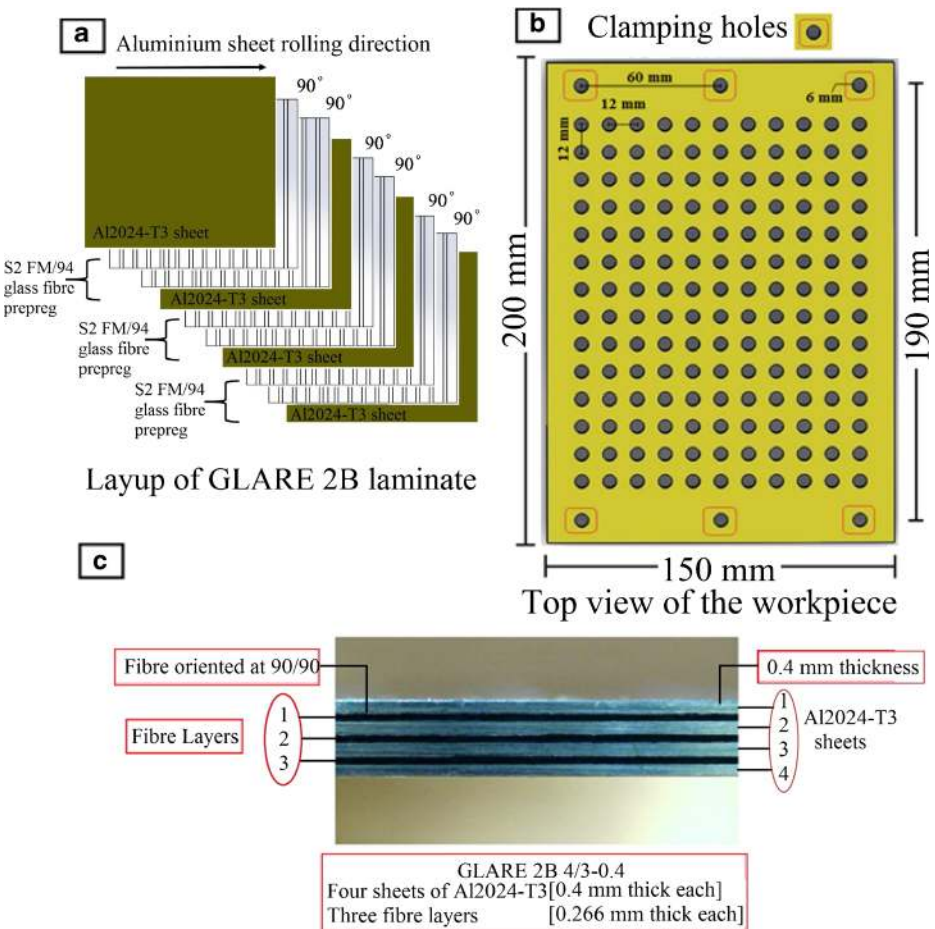 a
Aluminium sheet rolling direction
90°
90°
90°
90°
90°
90°
Al2024-T3 sheet
S2 FM/94
glass fibre
prepreg
Al2024-T3 sheet
S2 FM/94
glass fibre
prepreg
Al2024-T3 sheet
S2 FM/94
glass fibre
prepreg
Al2024-T3 sheet
Layup of GLARE 2B laminate
b
Clamping holes
60 mm
6 mm
12 mm
12 mm
200 mm
190 mm
150 mm
Top view of the workpiece
c
Fibre oriented at 90/90
0.4 mm thickness
Fibre Layers
1
2
3
1
2
3
4
Al2024-T3
sheets
GLARE 2B 4/3-0.4
Four sheets of Al2024-T3[0.4 mm thick each]
Three fibre layers [0.266 mm thick each]